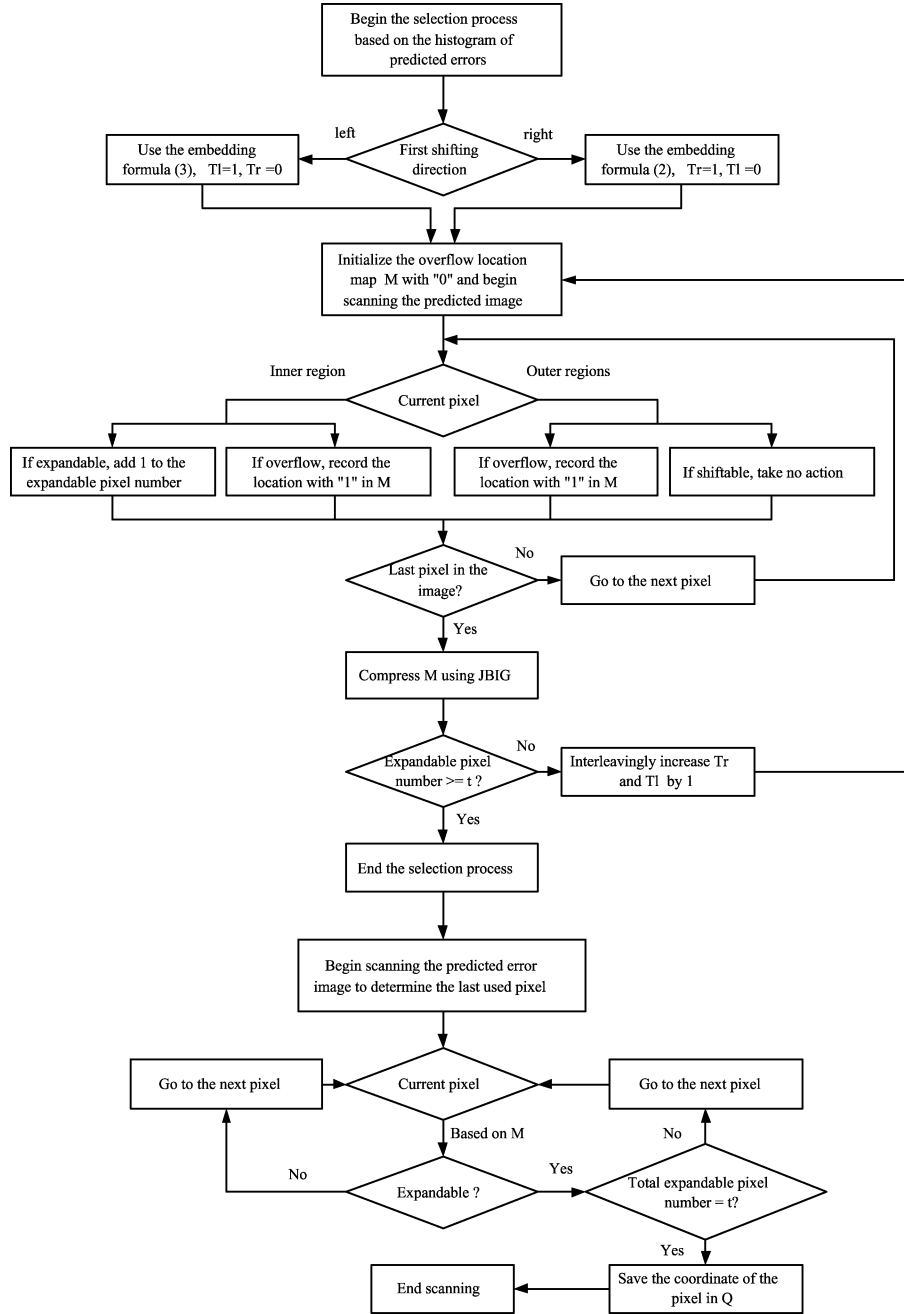 Begin the selection process
based on the histogram of
predicted errors
left
right
Use the embedding
formula (3), Tl=1, Tr =0
First shifting
direction
Use the embedding
formula (2), Tr=1, Tl =0
Initialize the overflow location
map M with "0" and begin
scanning the predicted image
Inner region
Outer regions
Current pixel
If expandable, add 1 to the
expandable pixel number
If overflow, record the
location with "1" in M
If overflow, record the
location with "1" in M
If shiftable, take no action
Last pixel in the
image?
No
Go to the next pixel
Yes
Compress M using JBIG
Expandable pixel
number >= t ?
No
Interleavingly increase Tr
and Tl by 1
Yes
End the selection process
Begin scanning the predicted error
image to determine the last used pixel
Go to the next pixel
Current pixel
Go to the next pixel
Based on M
No
No
Expandable ?
Yes
Total expandable pixel
number = t?
Yes
Save the coordinate of the
pixel in Q
End scanning